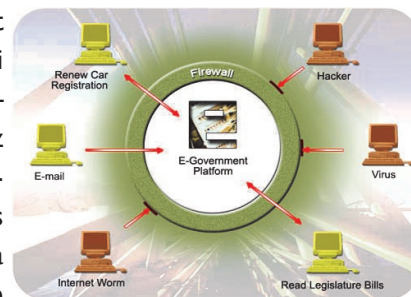 Renew Car
Registration
Firewall
Hacker
E-mail
E-Government
Platform
Virus
Internet Worm
Read Legislature Bills